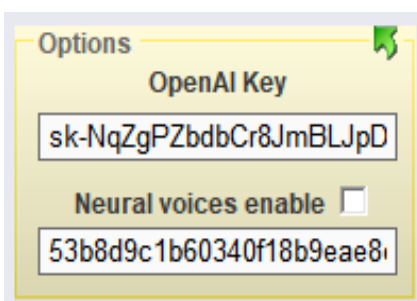 Options
OpenAI Key
sk-NqZgPZbdbCr8JmBLJpD
Neural voices enable
53b8d9c1b60340f18b9eae8